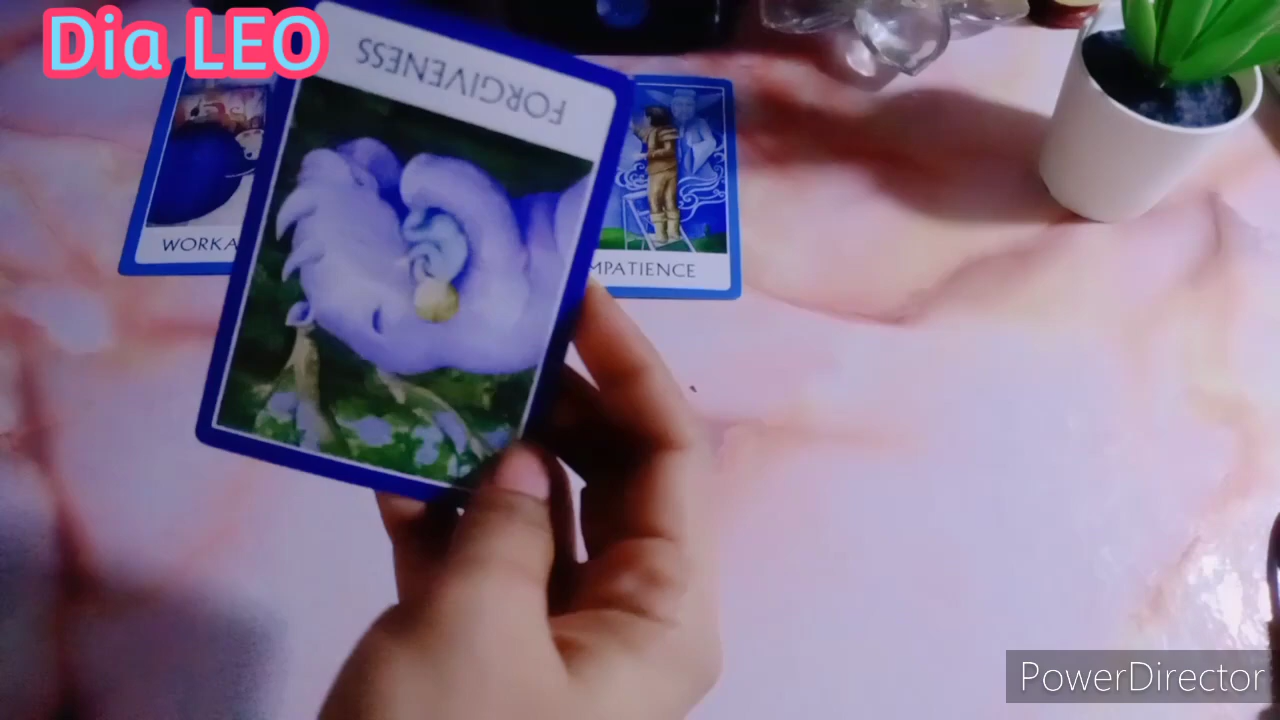 Dia LEO
FORGIVENESS
WORKA
MPATIENCE
PowerDirector